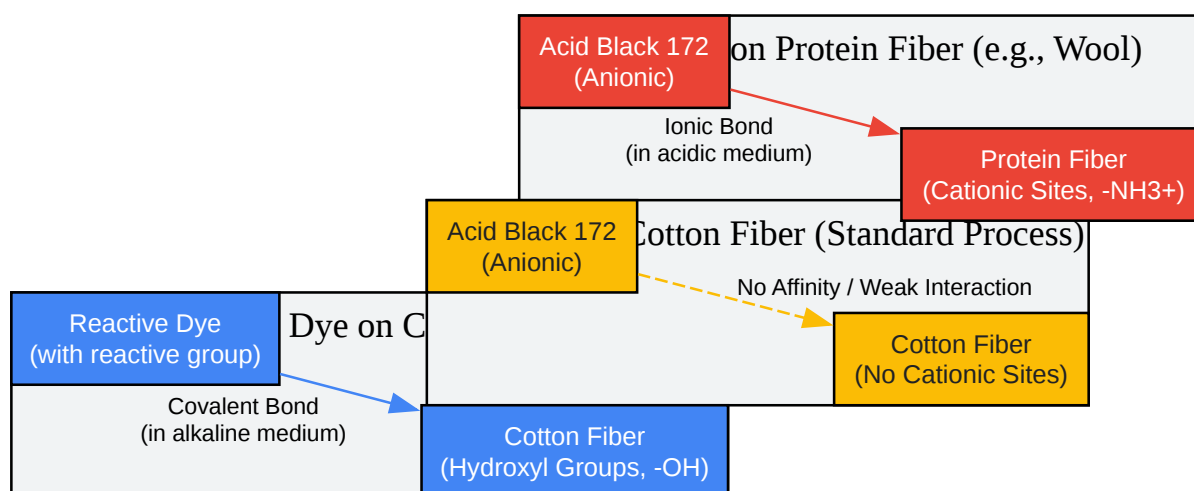 Acid Black 172
(Anionic)
on Protein Fiber (e.g., Wool)
Ionic Bond
(in acidic medium)
Protein Fiber
(Cationic Sites, -NH3+)
Acid Black 172
(Anionic)
Cotton Fiber (Standard Process)
No Affinity / Weak Interaction
Cotton Fiber
(No Cationic Sites)
Reactive Dye
(with reactive group)
Dye on C
Covalent Bond
(in alkaline medium)
Cotton Fiber
(Hydroxyl Groups, -OH)